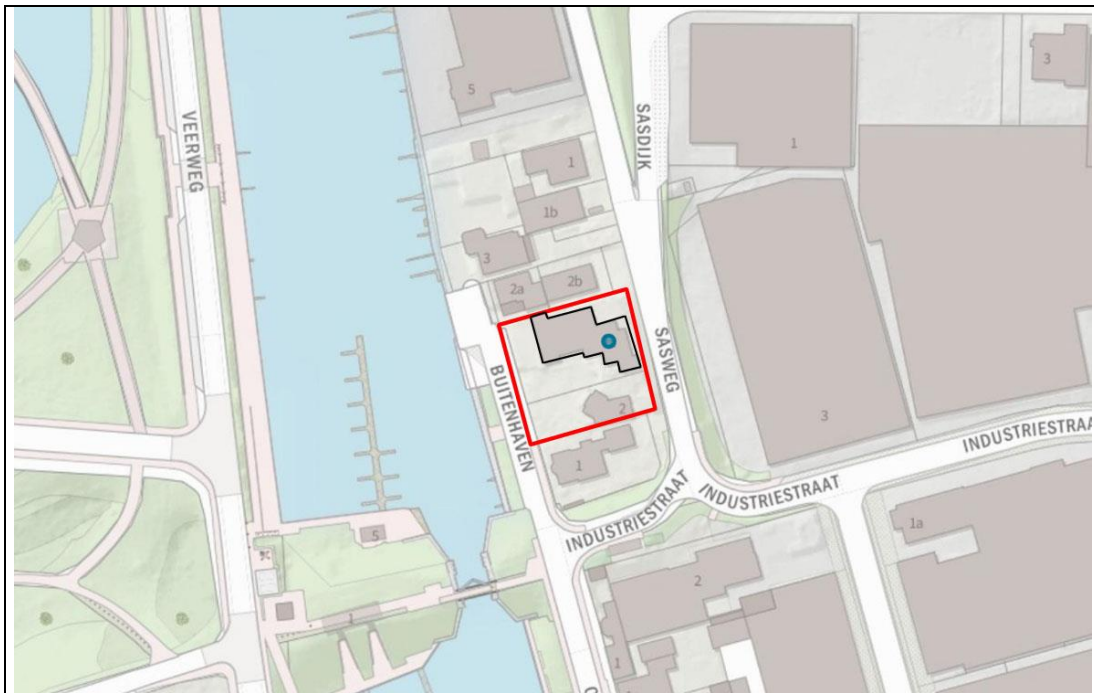 VEERWEG
5
SASDIJK
3
1
1
1b
3
2a
2b
BUITENHAVEN
SASWEG
2
3
INDUSTRIESTRAA
1
INDUSTRIESTRAAT
INDUSTRIESTRAAT
5
1a
2
1
1